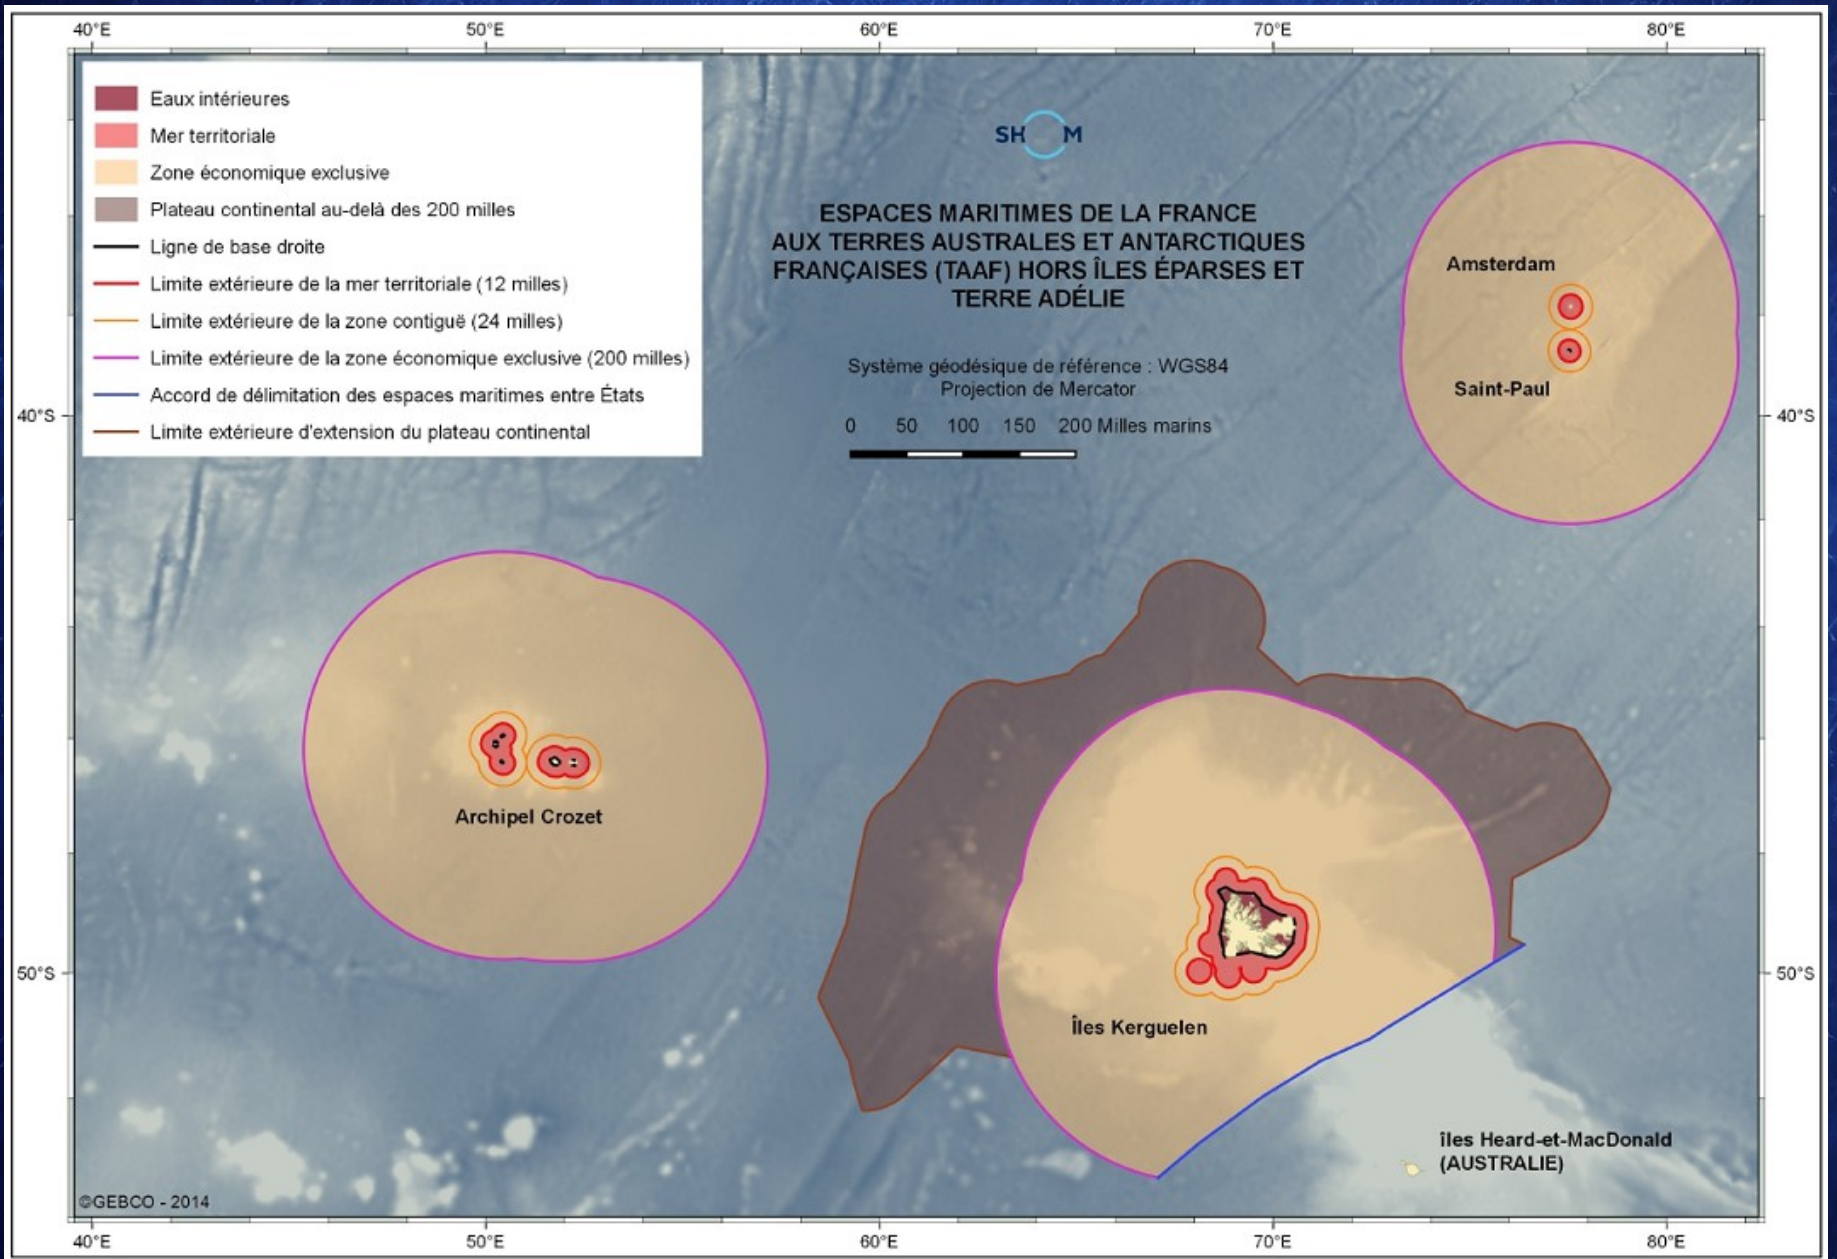 40°E 50°E 60°E 70°E 80°E
Eaux intérieures
Mer territoriale
Zone économique exclusive
Plateau continental au-delà des 200 milles
Ligne de base droite
Limite extérieure de la mer territoriale (12 milles)
Limite extérieure de la zone contiguë (24 milles)
Limite extérieure de la zone économique exclusive (200 milles)
Accord de délimitation des espaces maritimes entre États
Limite extérieure d'extension du plateau continental
SHOM
ESPACES MARITIMES DE LA FRANCE
AUX TERRES AUSTRALES ET ANTARCTIQUES
FRANÇAISES (TAAF) HORS ÎLES ÉPARSES ET
TERRE ADÉLIE
Système géodésique de référence : WGS84
Projection de Mercator
0 50 100 150 200 Milles marins
Amsterdam
Saint-Paul
40°S 40°S
Archipel Crozet
50°S 50°S
Îles Kerguelen
îles Heard-et-MacDonald
(AUSTRALIE)
©GEBCO - 2014
40°E 50°E 60°E 70°E 80°E